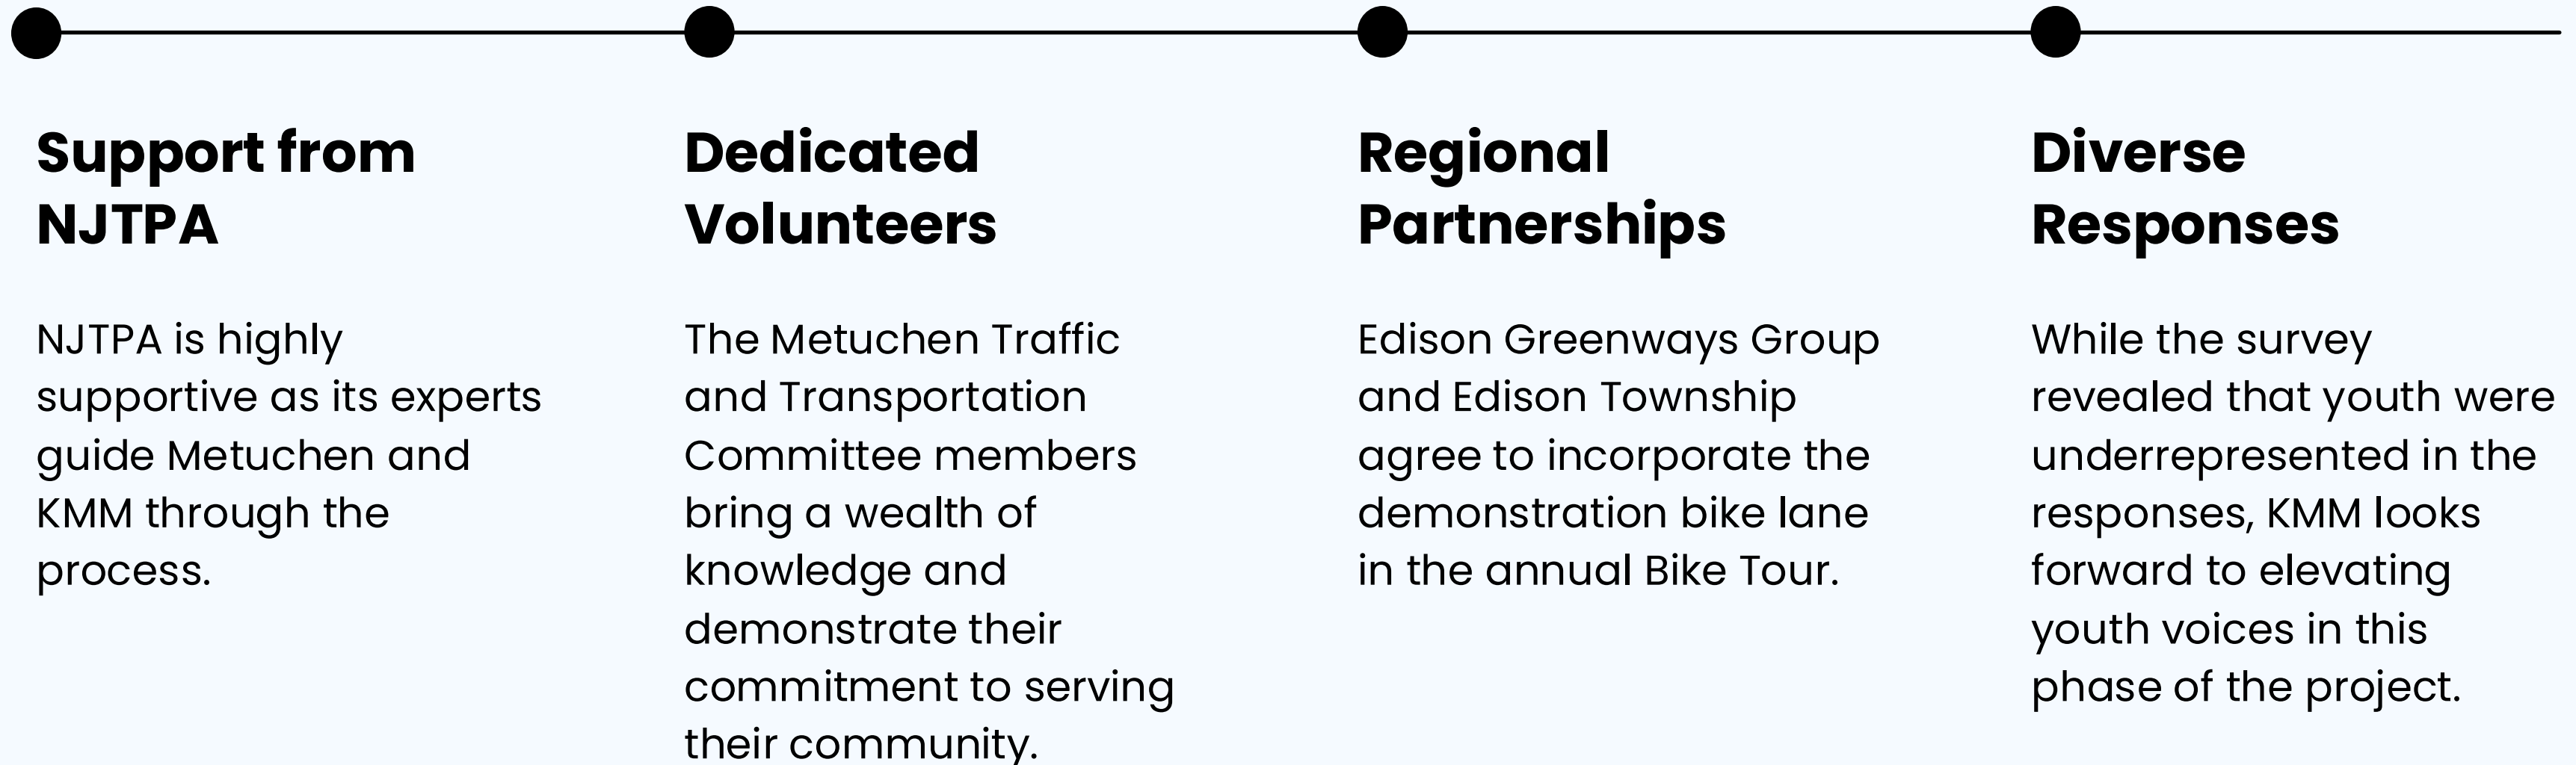 Support from
NJTPA
NJTPA is highly
supportive as its experts
guide Metuchen and
KMM through the
process.
Dedicated
Volunteers
The Metuchen Traffic
and Transportation
Committee members
bring a wealth of
knowledge and
demonstrate their
commitment to serving
their community.
Regional
Partnerships
Edison Greenways Group
and Edison Township
agree to incorporate the
demonstration bike lane
in the annual Bike Tour.
Diverse
Responses
While the survey
revealed that youth were
underrepresented in the
responses, KMM looks
forward to elevating
youth voices in this
phase of the project.